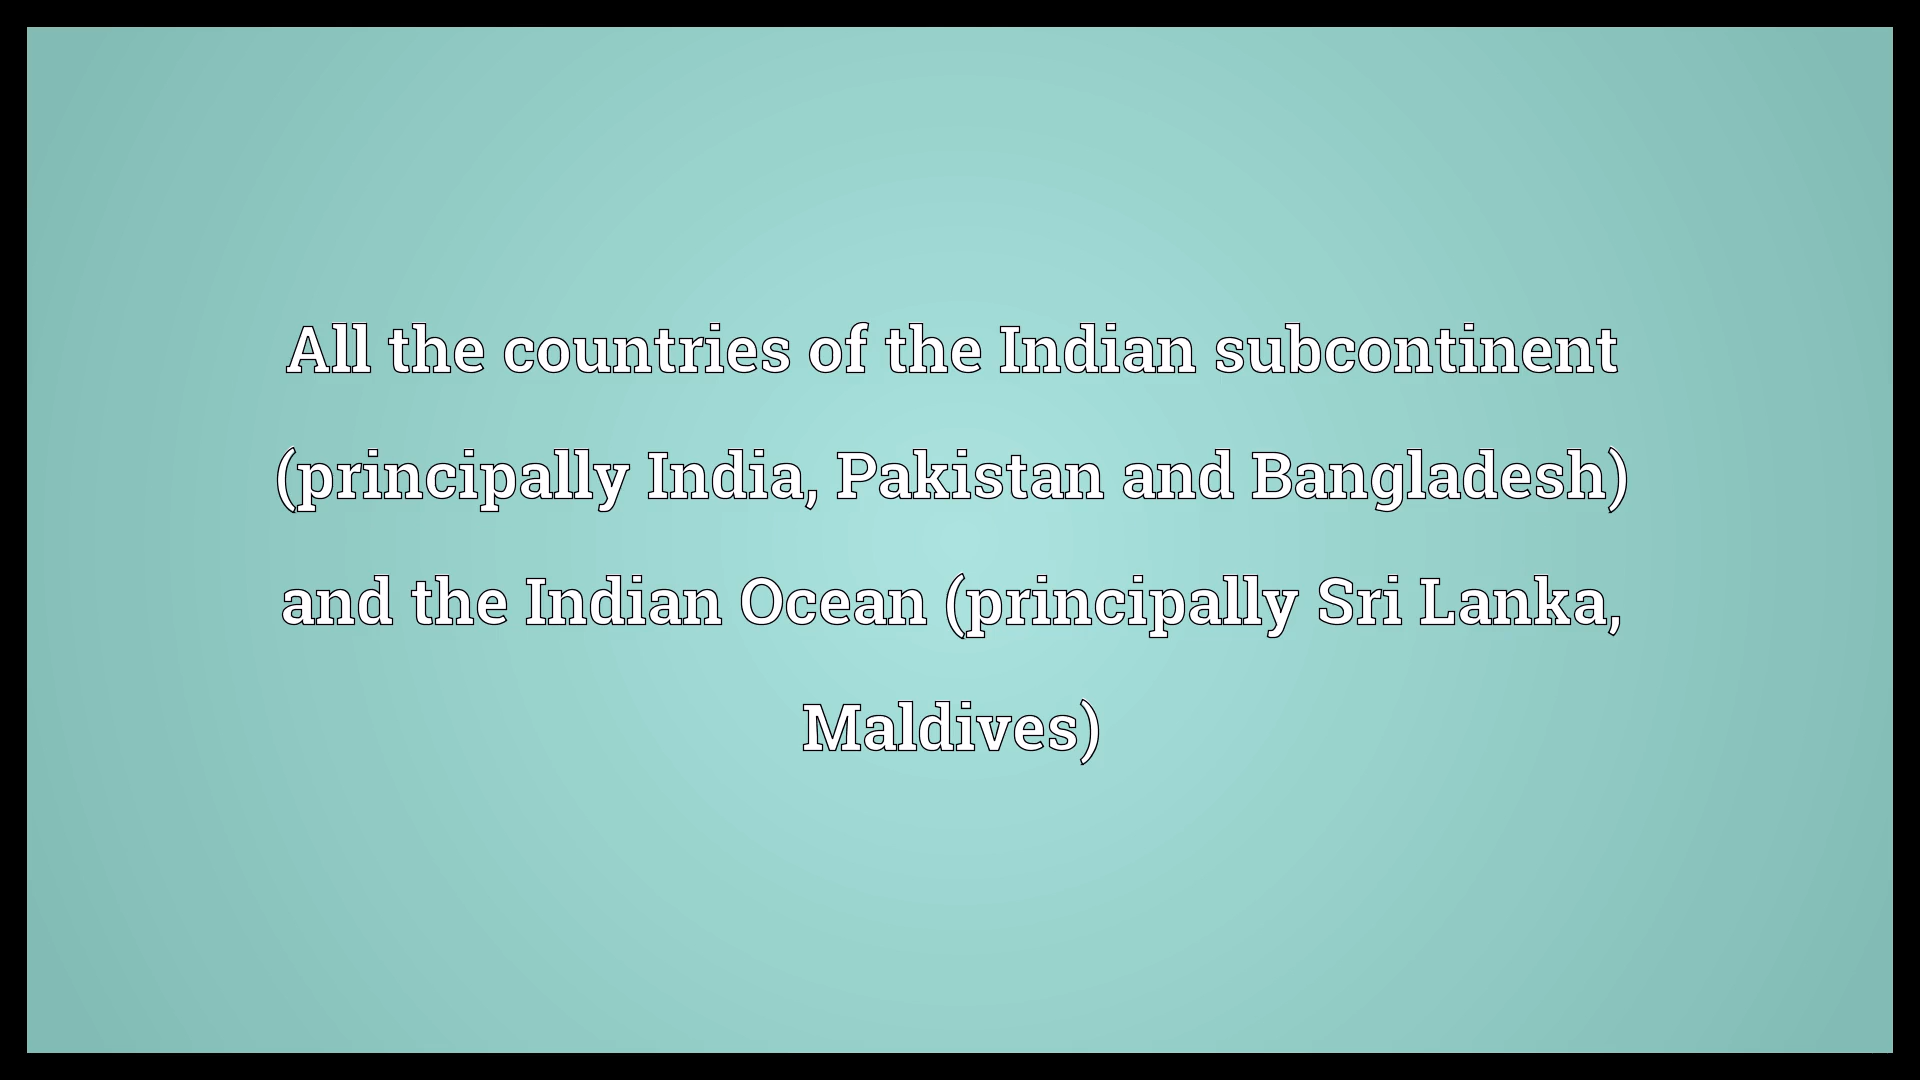 All the countries of the Indian subcontinent
(principally India, Pakistan and Bangladesh)
and the Indian Ocean (principally Sri Lanka,
Maldives)